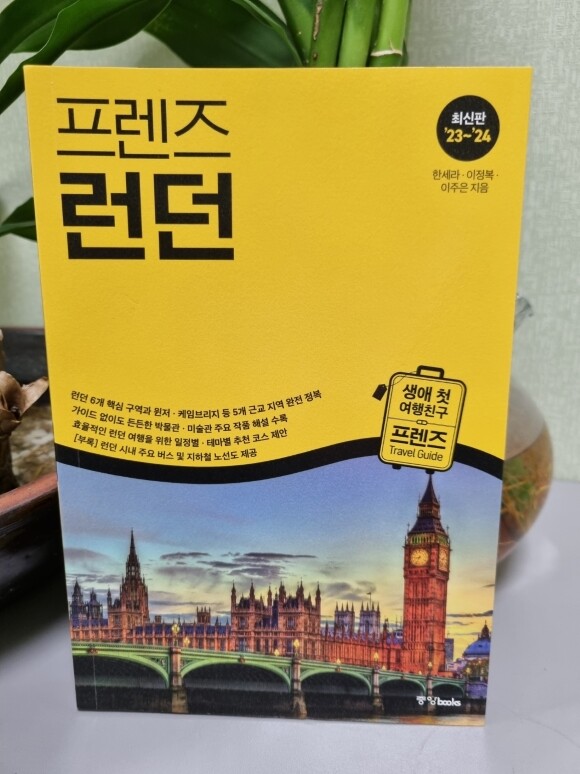 프렌즈
런던
최신판
'23~'24
한세라 · 이정복 ·
이주은 지음
런던 6개 핵심 구역과 윈저 · 케임브리지 등 5개 근교 지역 완전 정복
가이드 없이도 든든한 박물관 · 미술관 주요 작품 해설 수록
효율적인 런던 여행을 위한 일정별 · 테마별 추천 코스 제안
[부록] 런던 시내 주요 버스 및 지하철 노선도 제공
생애 첫
여행친구
프렌즈
Travel Guide
중앙books